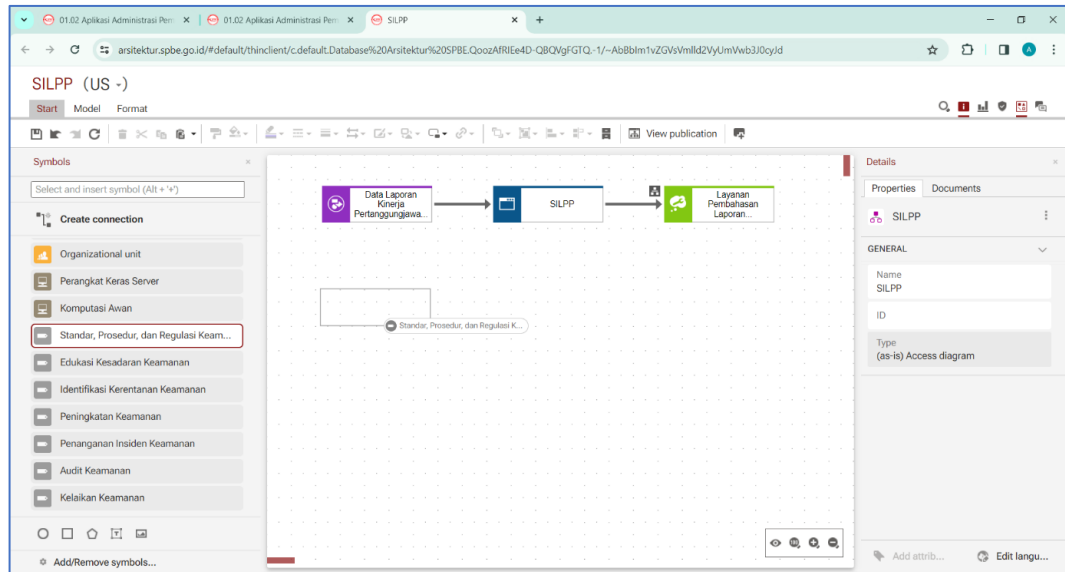 01.02 Aplikasi Administrasi Pem
01.02 Aplikasi Administrasi Pem
SILPP
arsitektur.spbe.go.id/#default/thinclient/c.default.Database%20Arsitektur%20SPBE.
A
SILPP (US -)
Start Model Format
View publication
Symbols
Select and insert symbol (Alt + '+')
Create connection
Organizational unit
Perangkat Keras Server
Komputasi Awan
Standar, Prosedur, dan Regulasi Keam...
Edukasi Kesadaran Keamanan
Identifikasi Kerentanan Keamanan
Peningkatan Keamanan
Penanganan Insiden Keamanan
Audit Keamanan
Kelaikan Keamanan
Add/Remove symbols...
Data Laporan
Kinerja
Pertanggungjawa...
SILPP
Layanan
Pembahasan
Laporan...
Standar, Prosedur, dan Regulasi K...
Details
Properties Documents
SILPP
GENERAL
Name
SILPP
ID
Type
(as-is) Access diagram
Add attrib...
Edit langu...